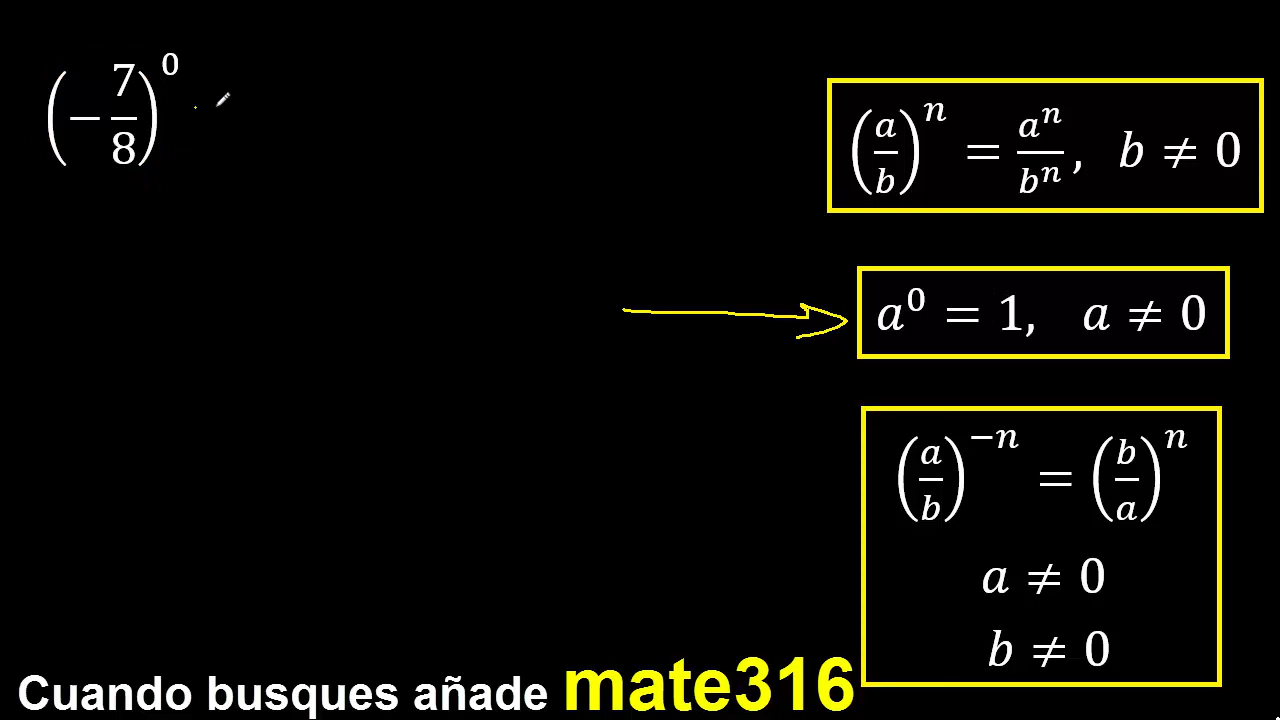 (-7/8)^0
(a/b)^n = a^n/b^n, b ≠ 0
a^0 = 1, a ≠ 0
(a/b)^-n = (b/a)^n
a ≠ 0
b ≠ 0
Cuando busques añade mate316